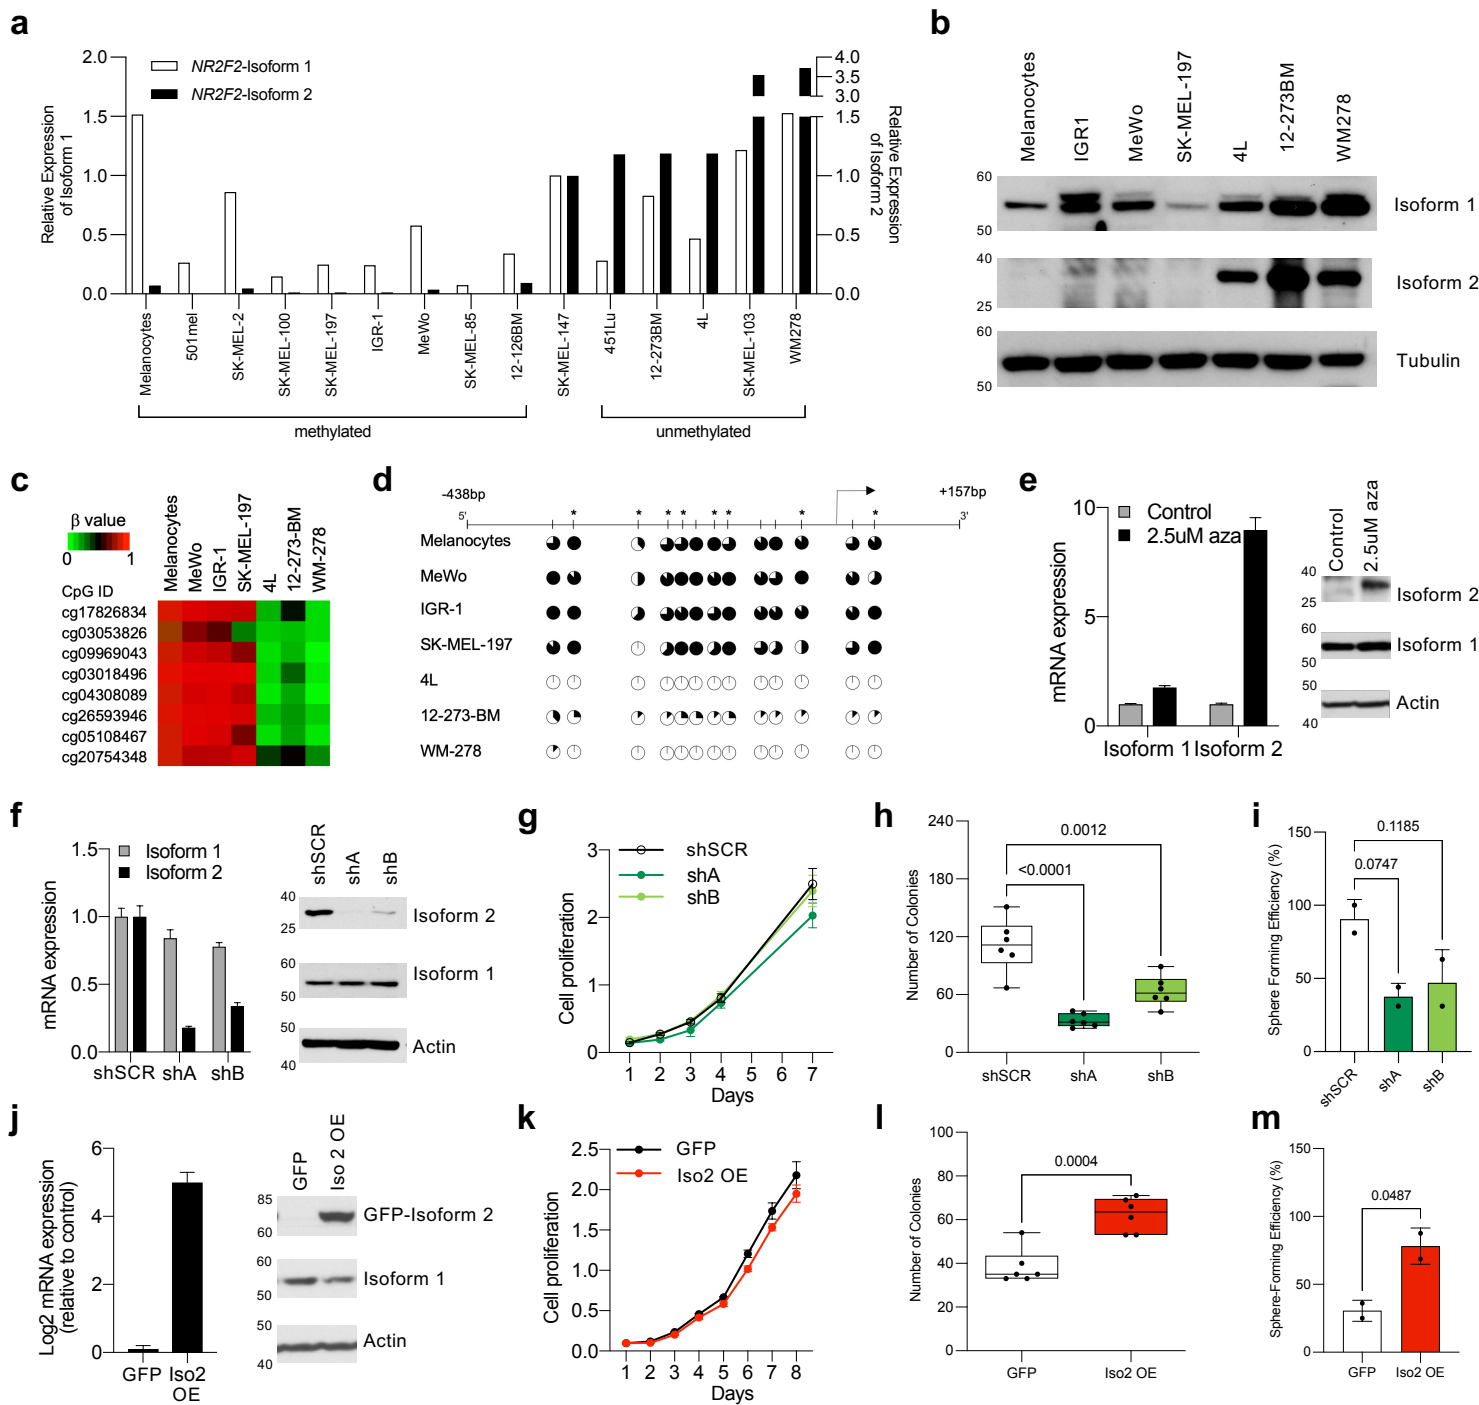 a
2.0
1.5
1.0
0.5
0.0
Relative Expression
of Isoform 1
NR2F2-Isoform 1
NR2F2-Isoform 2
4.0
3.5
3.0
1.5
1.0
0.5
0.0
Relative Expression
of Isoform 2
Melanocytes
501mel
SK-MEL-2
SK-MEL-100
SK-MEL-197
IGR-1
MeWo
SK-MEL-85
12-126BM
SK-MEL-147
451Lu
12-273BM
4L
SK-MEL-103
WM278
methylated
unmethylated
b
Melanocytes
IGR1
MeWo
SK-MEL-197
4L
12-273BM
WM278
60
50
Isoform 1
40
25
Isoform 2
60
50
Tubulin
c
β value
0 1
Melanocytes
MeWo
IGR-1
SK-MEL-197
4L
12-273-BM
WM-278
CpG ID
cg17826834
cg03053826
cg09969043
cg03018496
cg04308089
cg26593946
cg05108467
cg20754348
d
-438bp
+157bp
5'
3'
* * * * * * * *
Melanocytes
MeWo
IGR-1
SK-MEL-197
4L
12-273-BM
WM-278
e
mRNA expression
10
5
0
Control
2.5uM aza
Isoform 1 Isoform 2
Control
2.5uM aza
40
25
Isoform 2
60
50
Isoform 1
50
40
Actin
f
mRNA expression
1.5
1.0
0.5
0.0
Isoform 1
Isoform 2
shSCR shA shB
shSCR
shA
shB
40
25
Isoform 2
60
50
Isoform 1
50
40
Actin
g
Cell proliferation
3
2
1
0
shSCR
shA
shB
1 2 3 4 5 6 7
Days
h
Number of Colonies
240
180
120
60
0
0.0012
<0.0001
shSCR shA shB
i
Sphere Forming Efficiency (%)
150
100
50
0
0.1185
0.0747
shSCR
shA
shB
j
Log2 mRNA expression
(relative to control)
6
4
2
0
GFP Iso2
OE
GFP
Iso 2 OE
85
60
GFP-Isoform 2
60
50
Isoform 1
50
40
Actin
k
Cell proliferation
2.5
2.0
1.5
1.0
0.5
0.0
GFP
Iso2 OE
1 2 3 4 5 6 7 8
Days
l
Number of Colonies
100
80
60
40
20
0
0.0004
GFP Iso2 OE
m
Sphere-Forming Efficiency (%)
150
100
50
0
0.0487
GFP Iso2 OE